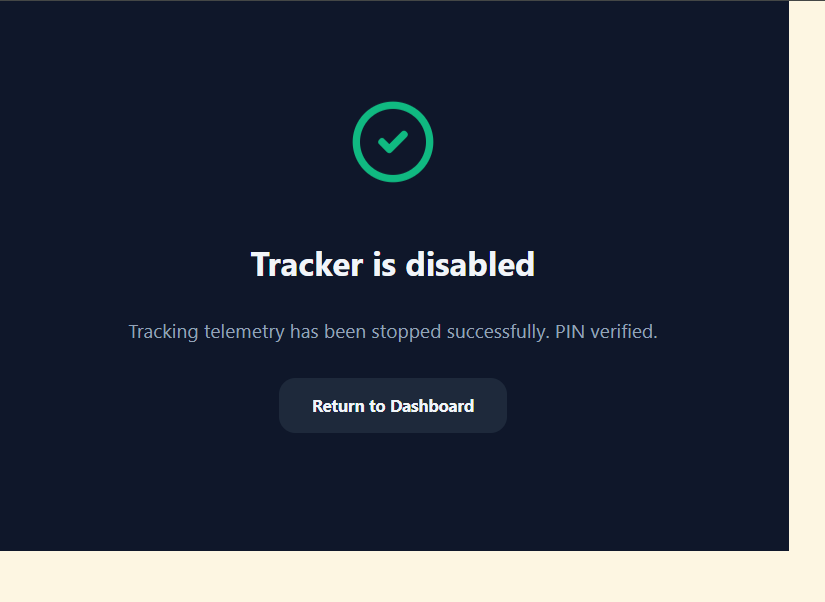 Tracker is disabled
Tracking telemetry has been stopped successfully. PIN verified.
Return to Dashboard